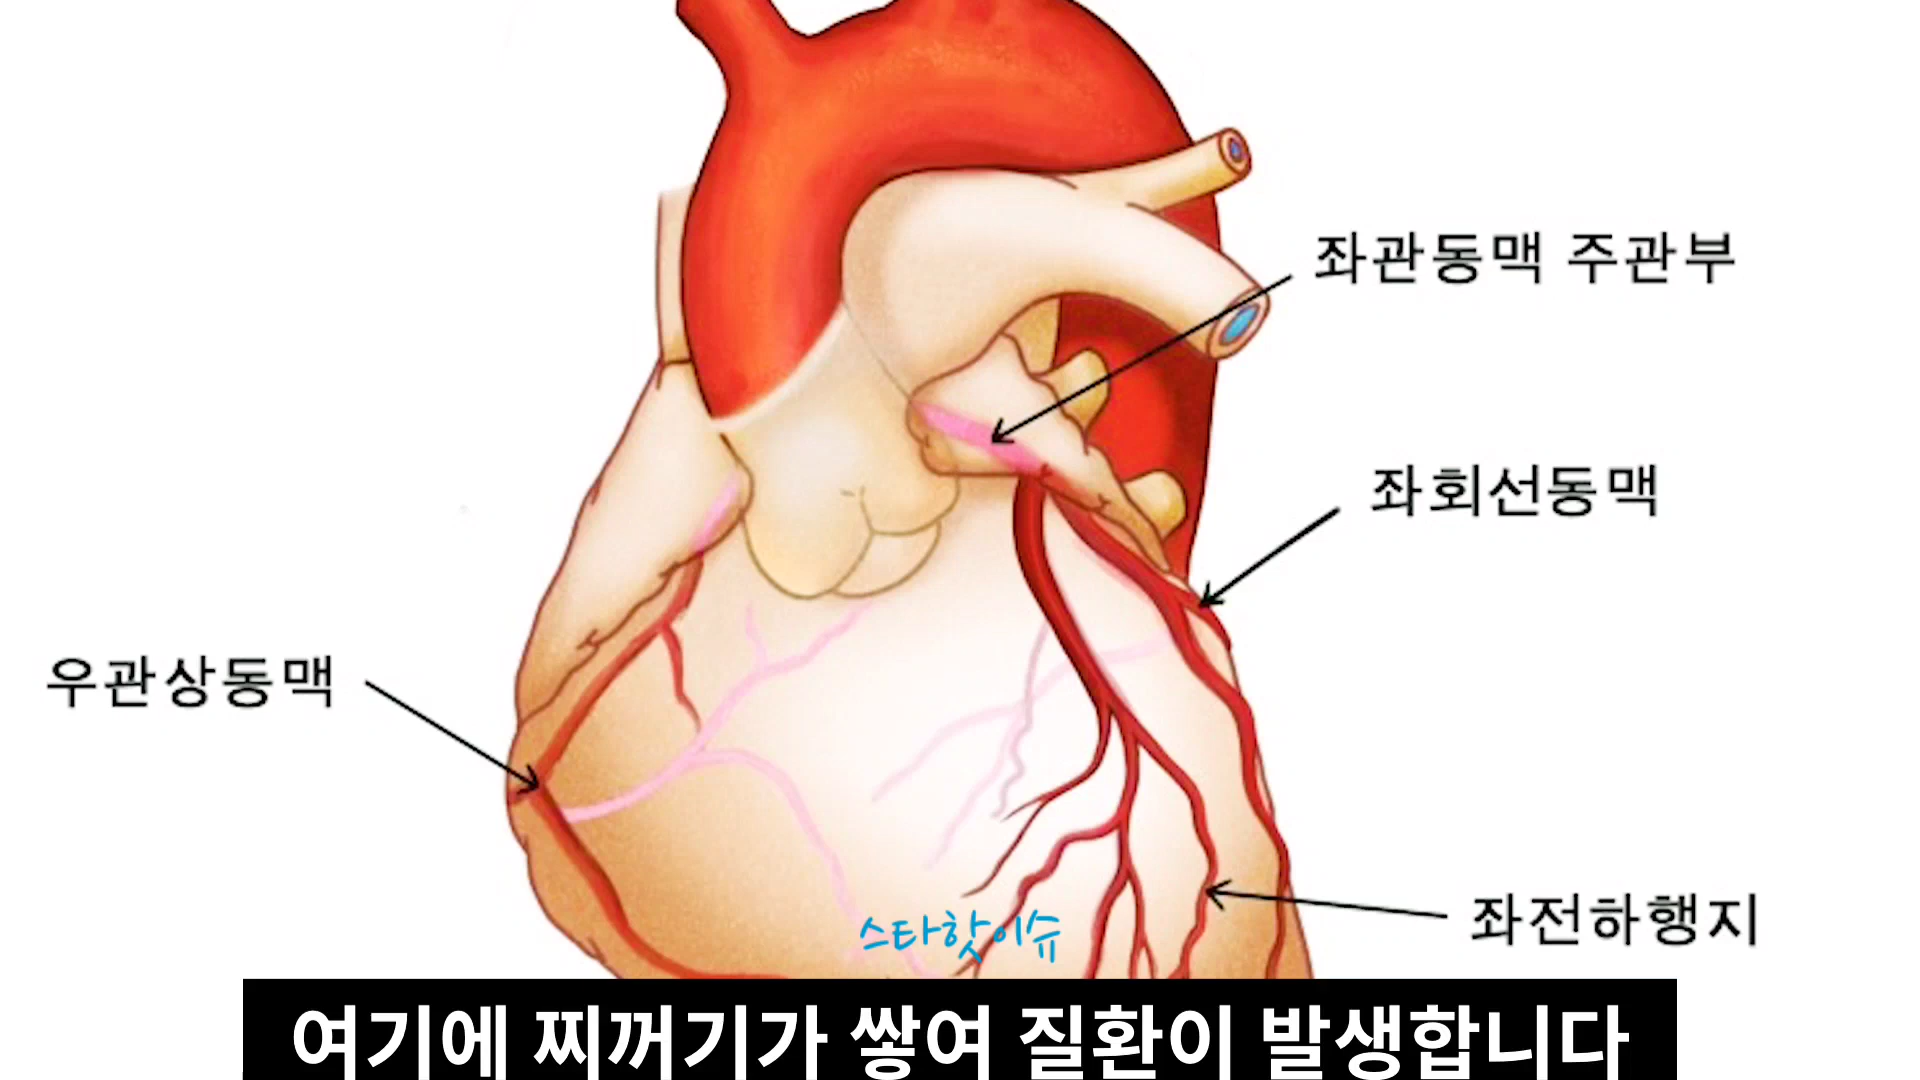 좌관동맥 주관부
좌회선동맥
우관상동맥
좌전하행지
스타핫이슈
여기에 찌꺼기가 쌓여 질환이 발생합니다